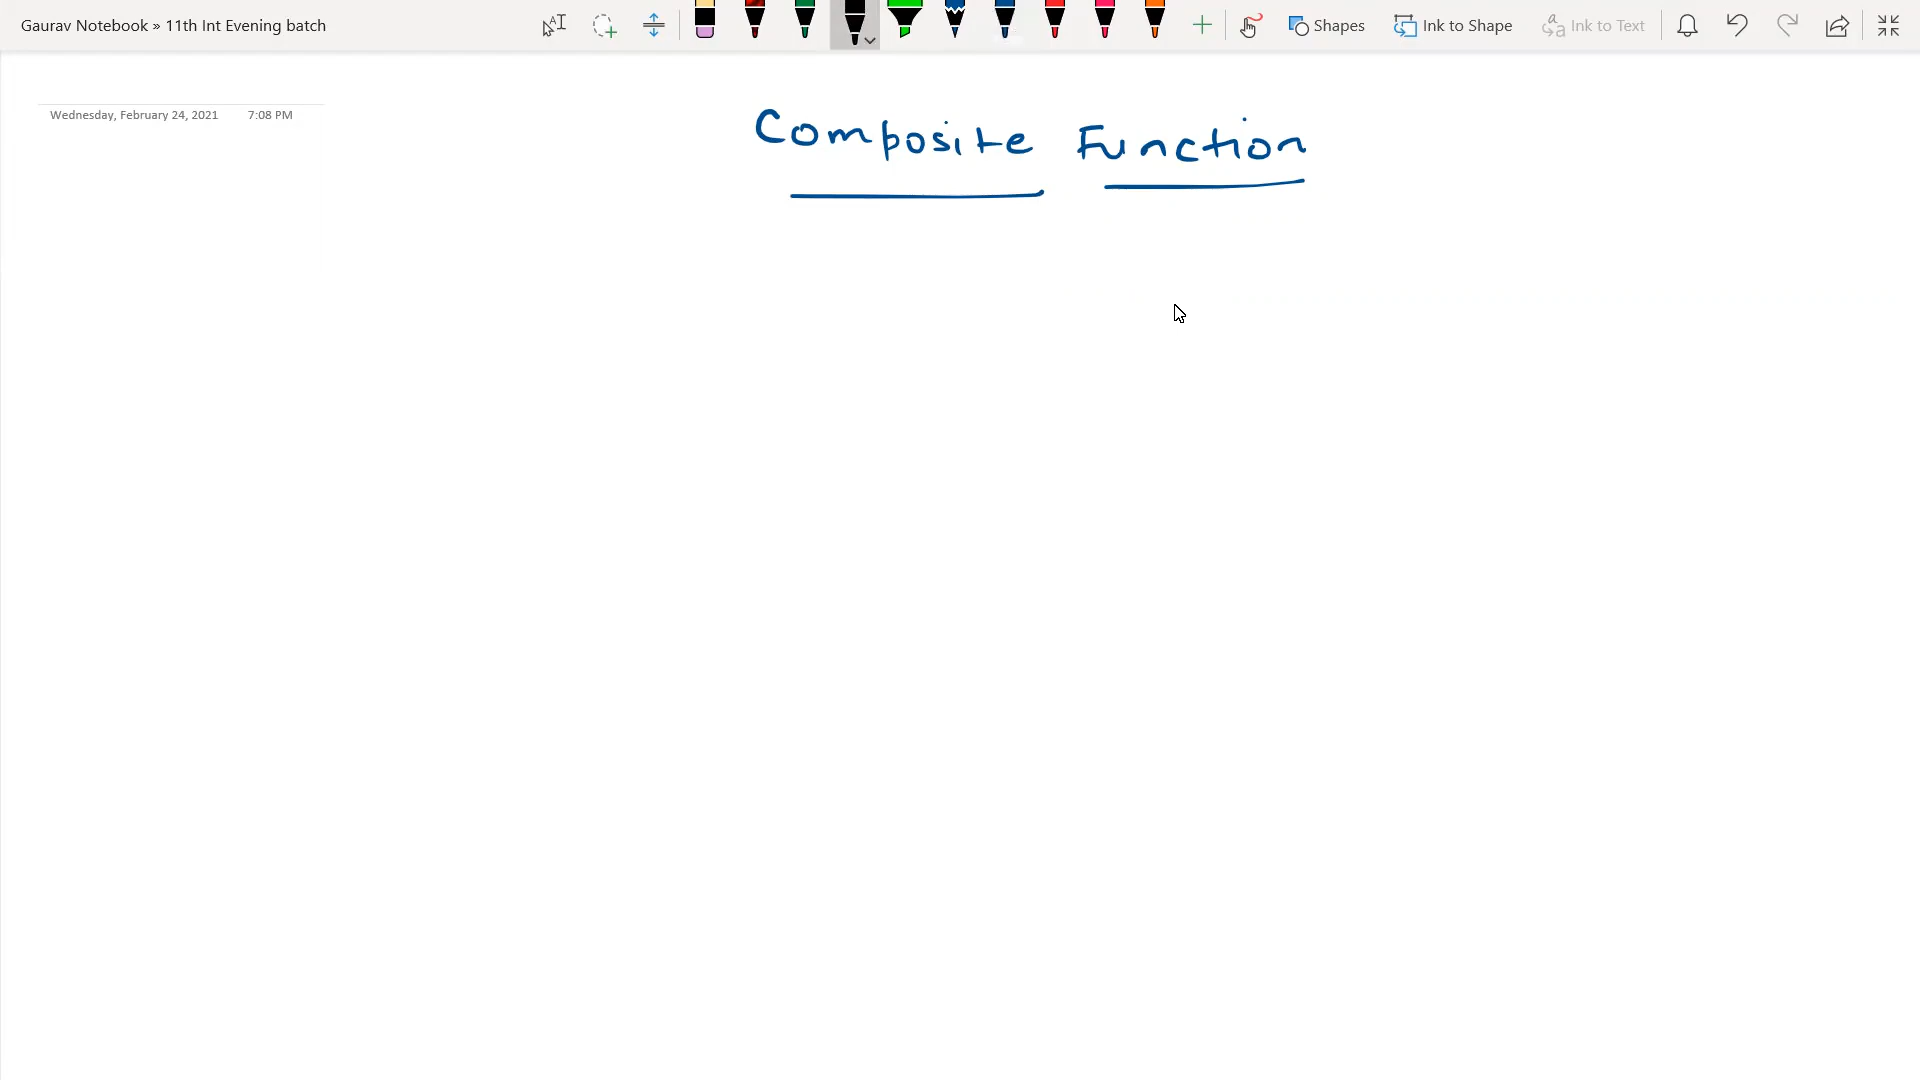 Gaurav Notebook » 11th Int Evening batch
Shapes
Ink to Shape
Ink to Text
Wednesday, February 24, 2021 7:08 PM
Composite Function